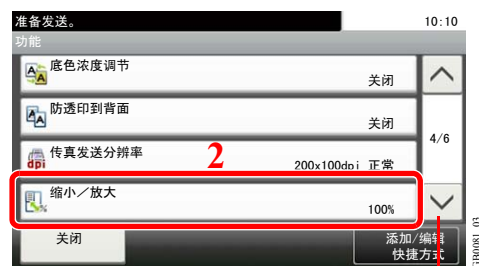 准备发送。 10:10
功能
底色浓度调节 关闭
防透印到背面 关闭
4/6
dpi 传真发送分辨率 200x100dpi 正常
2
缩小／放大 100%
关闭
添加/编辑
快捷方式
GB0081_03